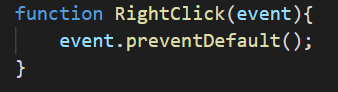 function RightClick(event){
    event.preventDefault();
}